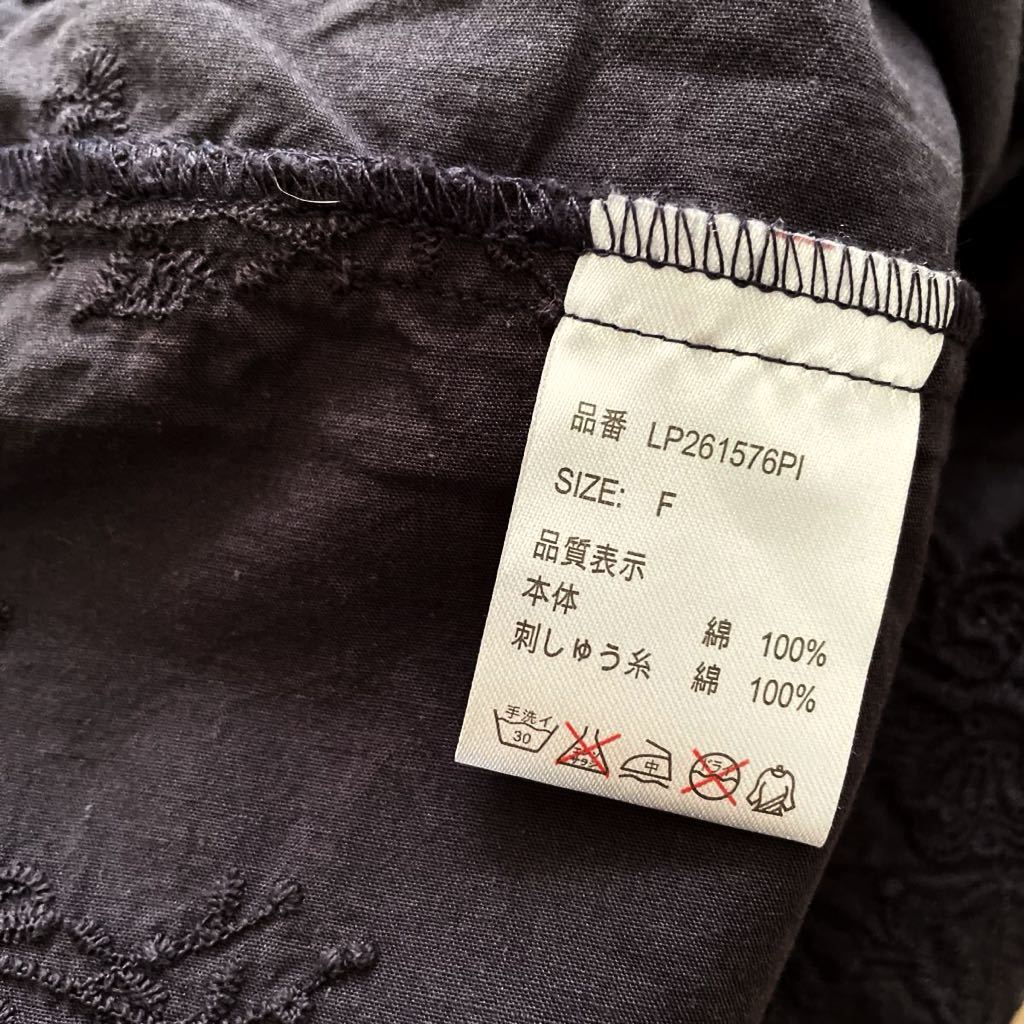 品番 LP261576PI
SIZE: F
品質表示
本体 綿 100%
刺しゅう糸 綿 100%
手洗イ
30
中